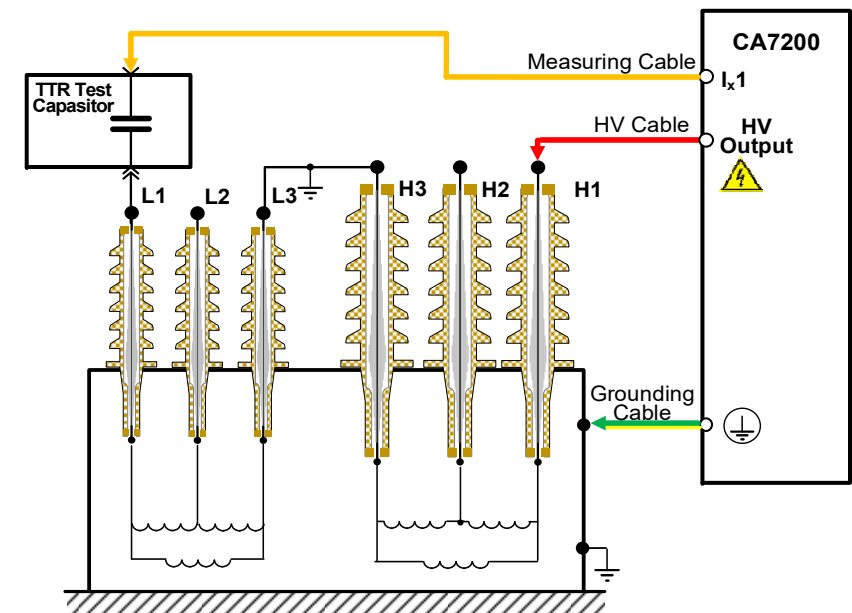 CA7200
Measuring Cable
Ix1
TTR Test
Capasitor
HV Cable
HV
Output
L1
L2
L3
H3
H2
H1
Grounding
Cable